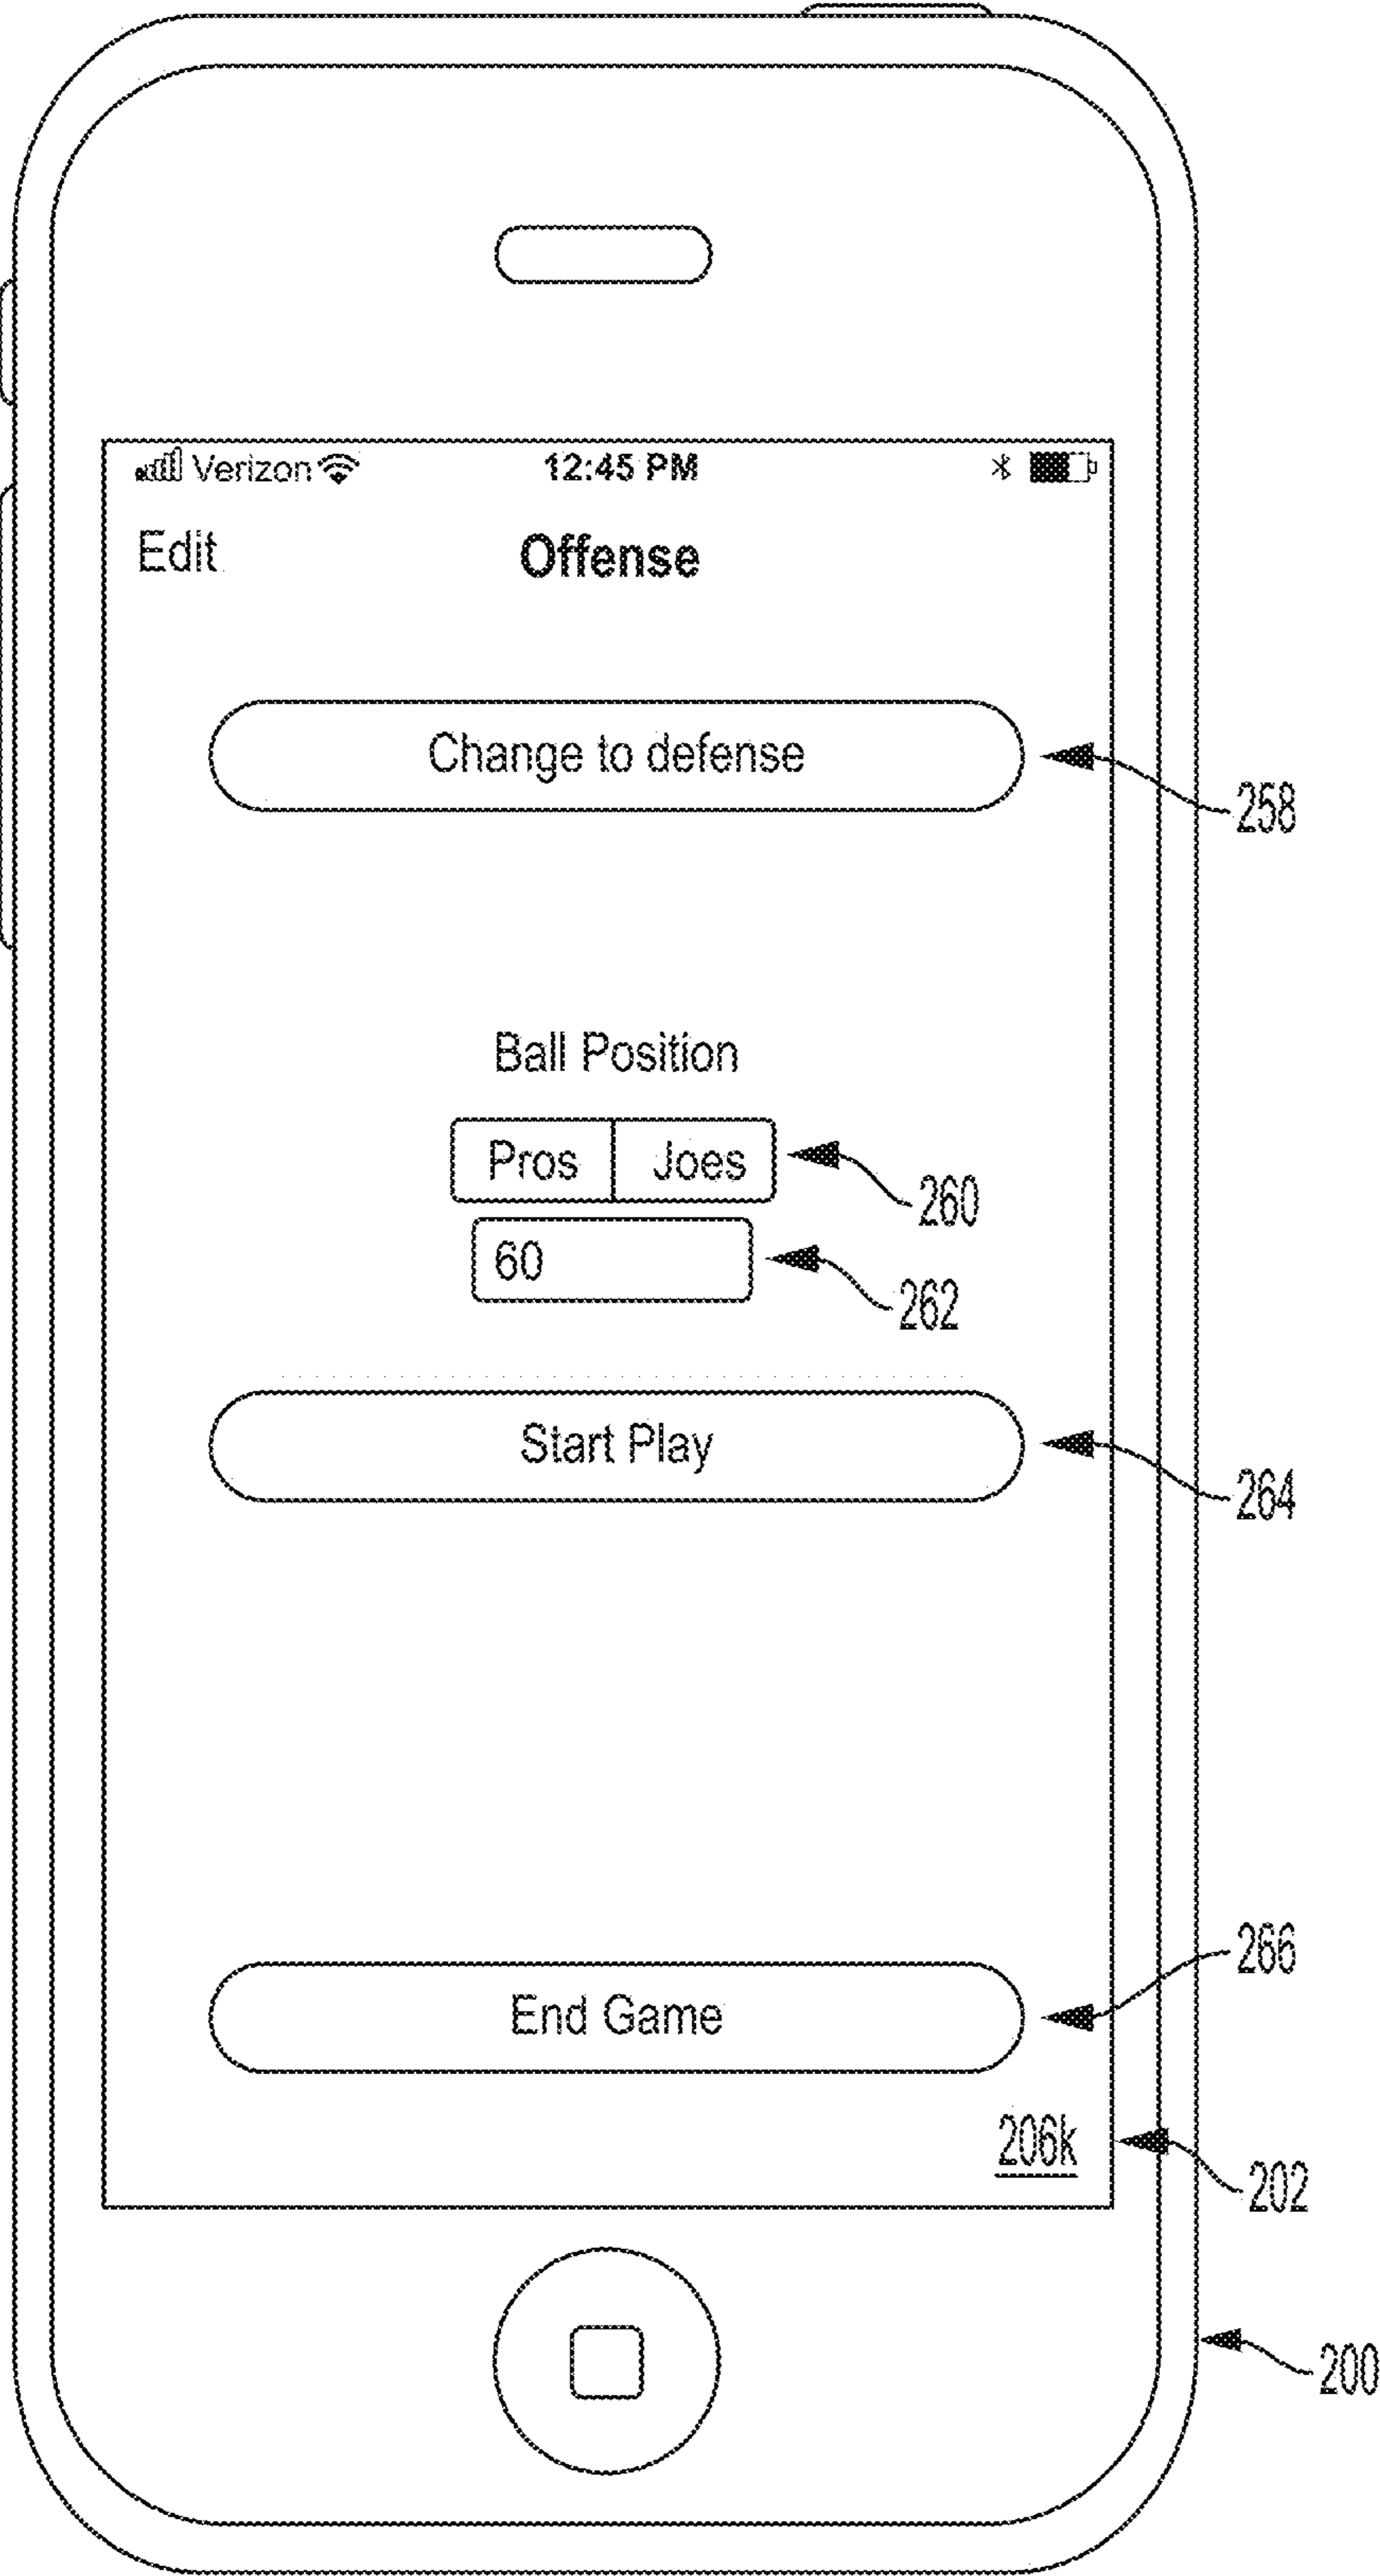 Verizon 12:45 PM
Edit Offense
Change to defense
258
Ball Position
Pros Joes
260
60
262
Start Play
264
266
End Game
206k
202
200